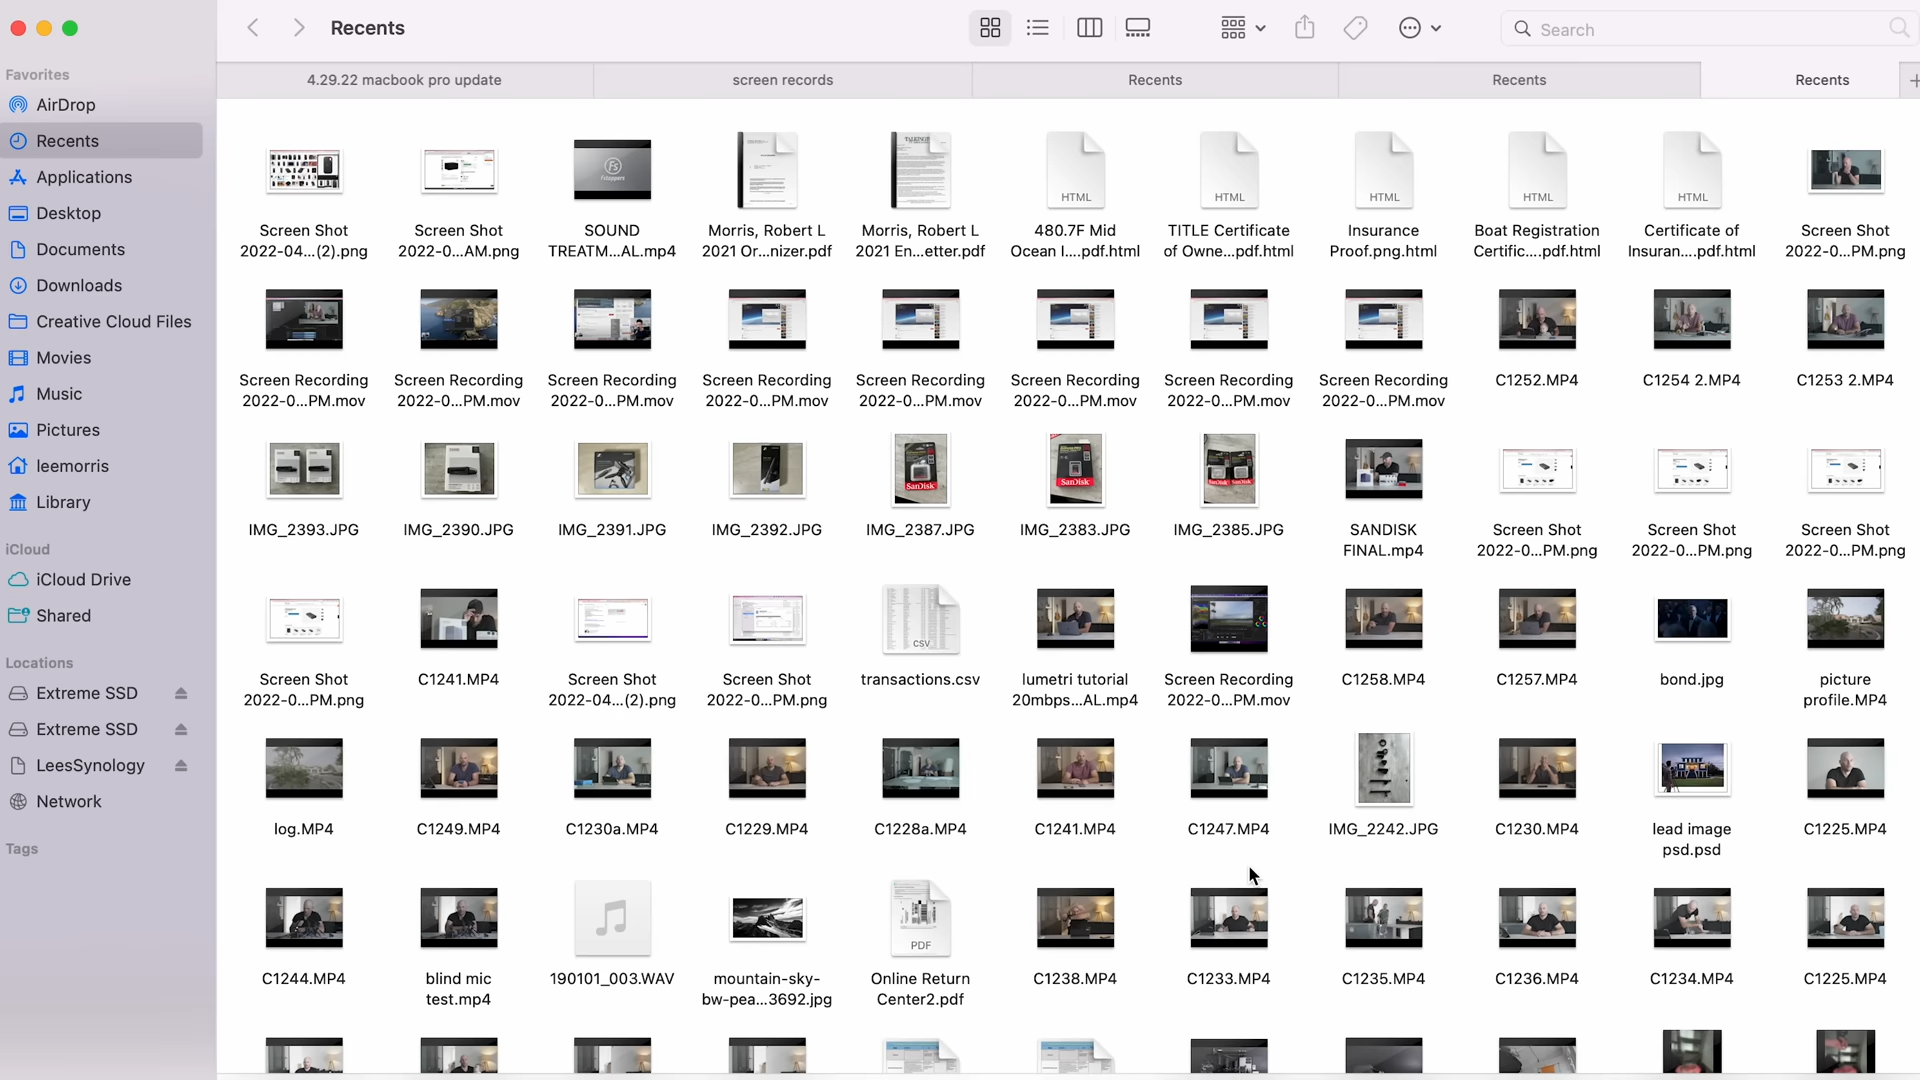 Recents
Search
4.29.22 macbook pro update
screen records
Recents
Recents
Recents
Favorites
AirDrop
Recents
Applications
Desktop
Documents
Downloads
Creative Cloud Files
Movies
Music
Pictures
leemorris
Library
iCloud
iCloud Drive
Shared
Locations
Extreme SSD
Extreme SSD
LeesSynology
Network
Tags
Fs
Fstoppers
HTML
HTML
HTML
HTML
HTML
Screen Shot
2022-04...(2).png
Screen Shot
2022-0...AM.png
SOUND
TREATM...AL.mp4
Morris, Robert L
2021 Or...nizer.pdf
Morris, Robert L
2021 En...etter.pdf
480.7F Mid
Ocean I....pdf.html
TITLE Certificate
of Owne...pdf.html
Insurance
Proof.png.html
Boat Registration
Certific....pdf.html
Certificate of
Insuran....pdf.html
Screen Shot
2022-0...PM.png
Screen Recording
2022-0...PM.mov
Screen Recording
2022-0...PM.mov
Screen Recording
2022-0...PM.mov
Screen Recording
2022-0...PM.mov
Screen Recording
2022-0...PM.mov
Screen Recording
2022-0...PM.mov
Screen Recording
2022-0...PM.mov
Screen Recording
2022-0...PM.mov
C1252.MP4
C1254 2.MP4
C1253 2.MP4
SanDisk
SanDisk
SanDisk
SanDisk
IMG_2393.JPG
IMG_2390.JPG
IMG_2391.JPG
IMG_2392.JPG
IMG_2387.JPG
IMG_2383.JPG
IMG_2385.JPG
SANDISK
FINAL.mp4
Screen Shot
2022-0...PM.png
Screen Shot
2022-0...PM.png
Screen Shot
2022-0...PM.png
CSV
Screen Shot
2022-0...PM.png
C1241.MP4
Screen Shot
2022-04...(2).png
Screen Shot
2022-0...PM.png
transactions.csv
lumetri tutorial
20mbps...AL.mp4
Screen Recording
2022-0...PM.mov
C1258.MP4
C1257.MP4
bond.jpg
picture
profile.MP4
log.MP4
C1249.MP4
C1230a.MP4
C1229.MP4
C1228a.MP4
C1241.MP4
C1247.MP4
IMG_2242.JPG
C1230.MP4
lead image
psd.psd
C1225.MP4
PDF
C1244.MP4
blind mic
test.mp4
190101_003.WAV
mountain-sky-
bw-pea...3692.jpg
Online Return
Center2.pdf
C1238.MP4
C1233.MP4
C1235.MP4
C1236.MP4
C1234.MP4
C1225.MP4